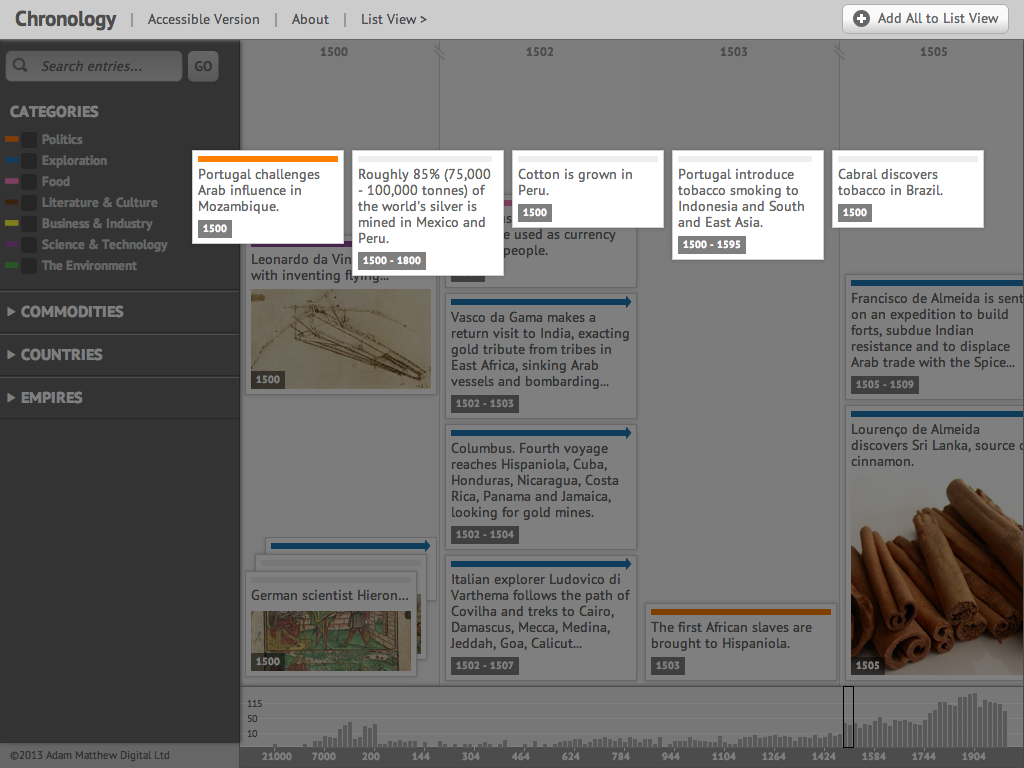 Chronology | Accessible Version | About | List View >
Add All to List View
1500 1502 1503 1505
Search entries... GO
CATEGORIES
Politics
Exploration
Food
Literature & Culture
Business & Industry
Science & Technology
The Environment
COMMODITIES
COUNTRIES
EMPIRES
©2013 Adam Matthew Digital Ltd
Portugal challenges
Arab influence in
Mozambique.
1500
Roughly 85% (75,000
- 100,000 tonnes) of
the world's silver is
mined in Mexico and
Peru.
1500 - 1800
Cotton is grown in
Peru.
1500
Portugal introduce
tobacco smoking to
Indonesia and South
and East Asia.
1500 - 1595
Cabral discovers
tobacco in Brazil.
1500
Leonardo da Vin
with inventing flying...
1500
German scientist Hieron...
1500
used as currency
people.
Vasco da Gama makes a
return visit to India, exacting
gold tribute from tribes in
East Africa, sinking Arab
vessels and bombarding...
1502 - 1503
Columbus. Fourth voyage
reaches Hispaniola, Cuba,
Honduras, Nicaragua, Costa
Rica, Panama and Jamaica,
looking for gold mines.
1502 - 1504
Italian explorer Ludovico di
Varthema follows the path of
Covilha and treks to Cairo,
Damascus, Mecca, Medina,
Jeddah, Goa, Calicut...
1502 - 1507
The first African slaves are
brought to Hispaniola.
1503
Francisco de Almeida is sent
on an expedition to build
forts, subdue Indian
resistance and to displace
Arab trade with the Spice...
1505 - 1509
Lourenço de Almeida
discovers Sri Lanka, source
cinnamon.
1505
115
50
10
21000 7000 200 144 304 464 624 784 944 1104 1264 1424 1584 1744 1904